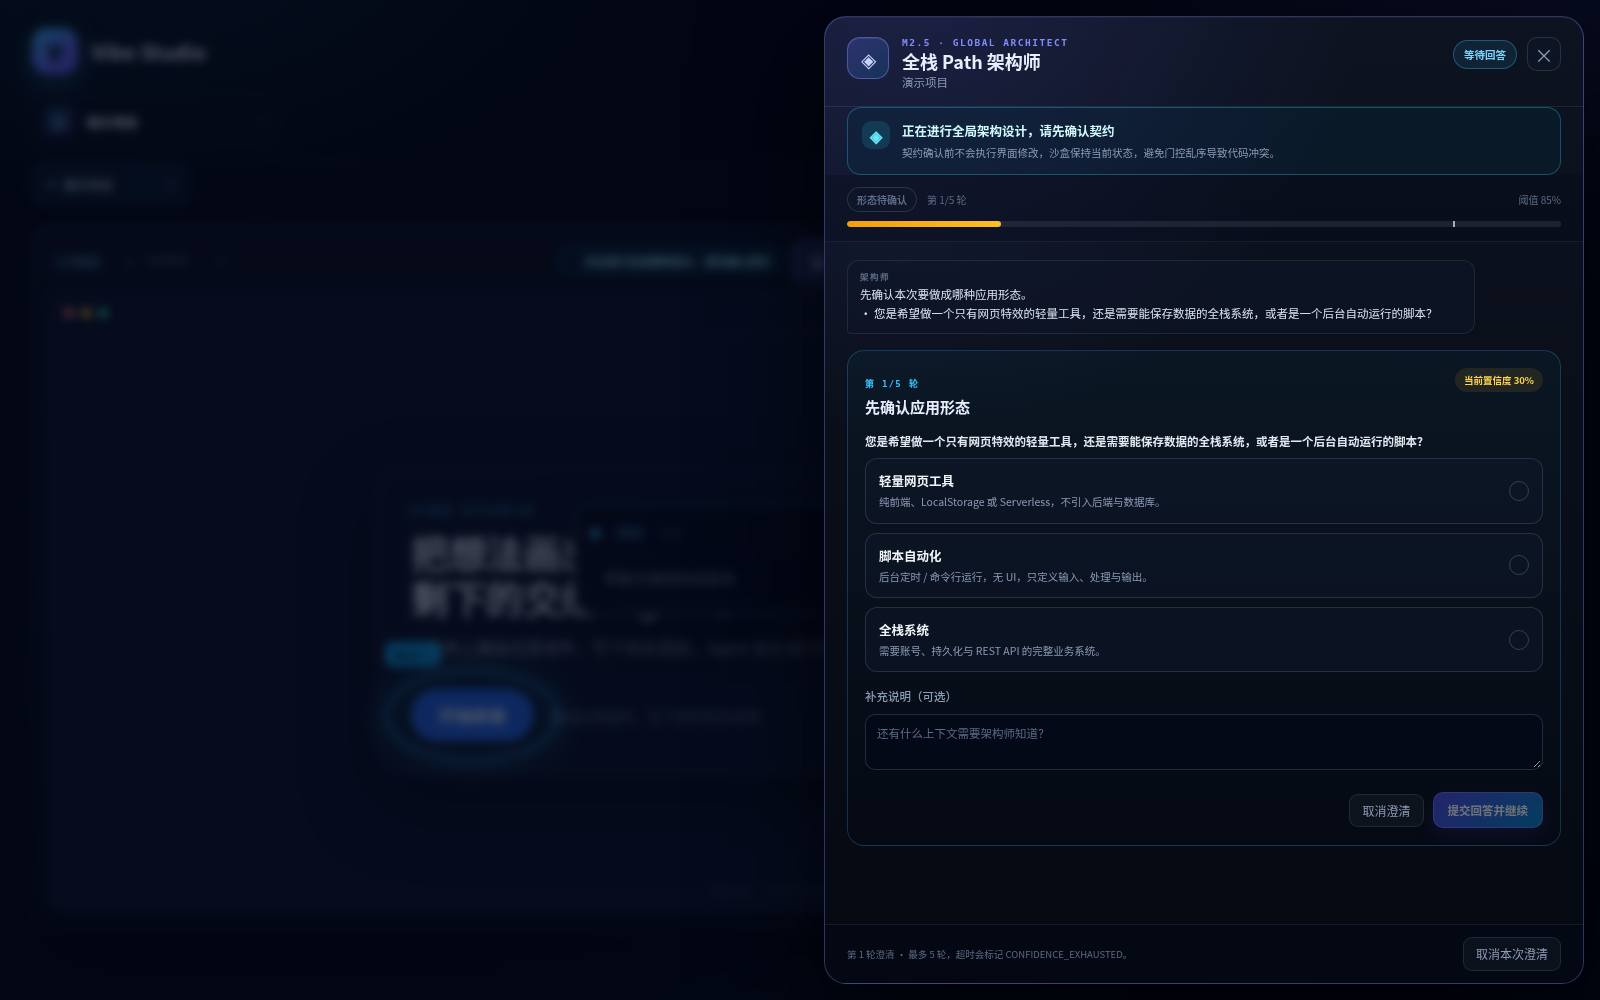 Vibe Studio
M2.5 · GLOBAL ARCHITECT
全栈 Path 架构师
演示项目
等待回答
正在进行全局架构设计，请先确认契约
契约确认前不会执行界面修改，沙盒保持当前状态，避免门控乱序导致代码冲突。
形态待确认
第 1/5 轮
阈值 85%
架构师
先确认本次要做成哪种应用形态。
• 您是希望做一个只有网页特效的轻量工具，还是需要能保存数据的全栈系统，或者是一个后台自动运行的脚本？
第 1/5 轮
当前置信度 30%
先确认应用形态
您是希望做一个只有网页特效的轻量工具，还是需要能保存数据的全栈系统，或者是一个后台自动运行的脚本？
轻量网页工具
纯前端、LocalStorage 或 Serverless，不引入后端与数据库。
脚本自动化
后台定时 / 命令行运行，无 UI，只定义输入、处理与输出。
全栈系统
需要账号、持久化与 REST API 的完整业务系统。
补充说明（可选）
还有什么上下文需要架构师知道？
取消澄清
提交回答并继续
第 1 轮澄清 · 最多 5 轮，超时会标记 CONFIDENCE_EXHAUSTED。
取消本次澄清
把想法画
剩下的交